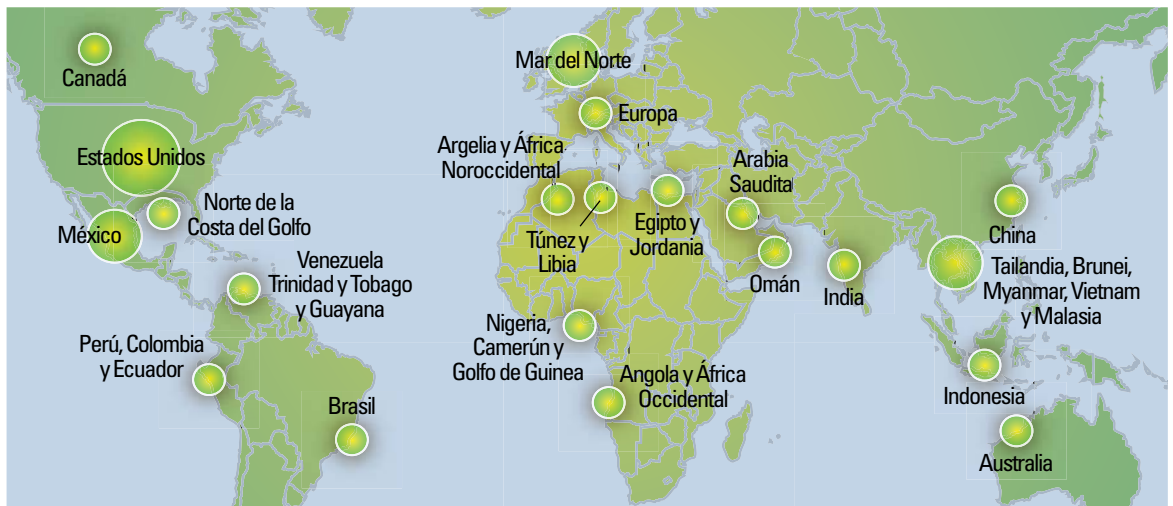 Canadá
Estados Unidos
México
Norte de la
Costa del Golfo
Venezuela
Trinidad y Tobago
y Guayana
Perú, Colombia
y Ecuador
Brasil
Mar del Norte
Europa
Argelia y África
Noroccidental
Túnez y
Libia
Egipto y
Jordania
Arabia
Saudita
Omán
India
Nigeria,
Camerún y
Golfo de Guinea
Angola y África
Occidental
China
Tailandia, Brunei,
Myanmar, Vietnam
y Malasia
Indonesia
Australia